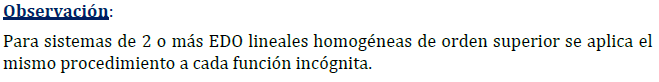 Observación:
Para sistemas de 2 o más EDO lineales homogéneas de orden superior se aplica el
mismo procedimiento a cada función incógnita.